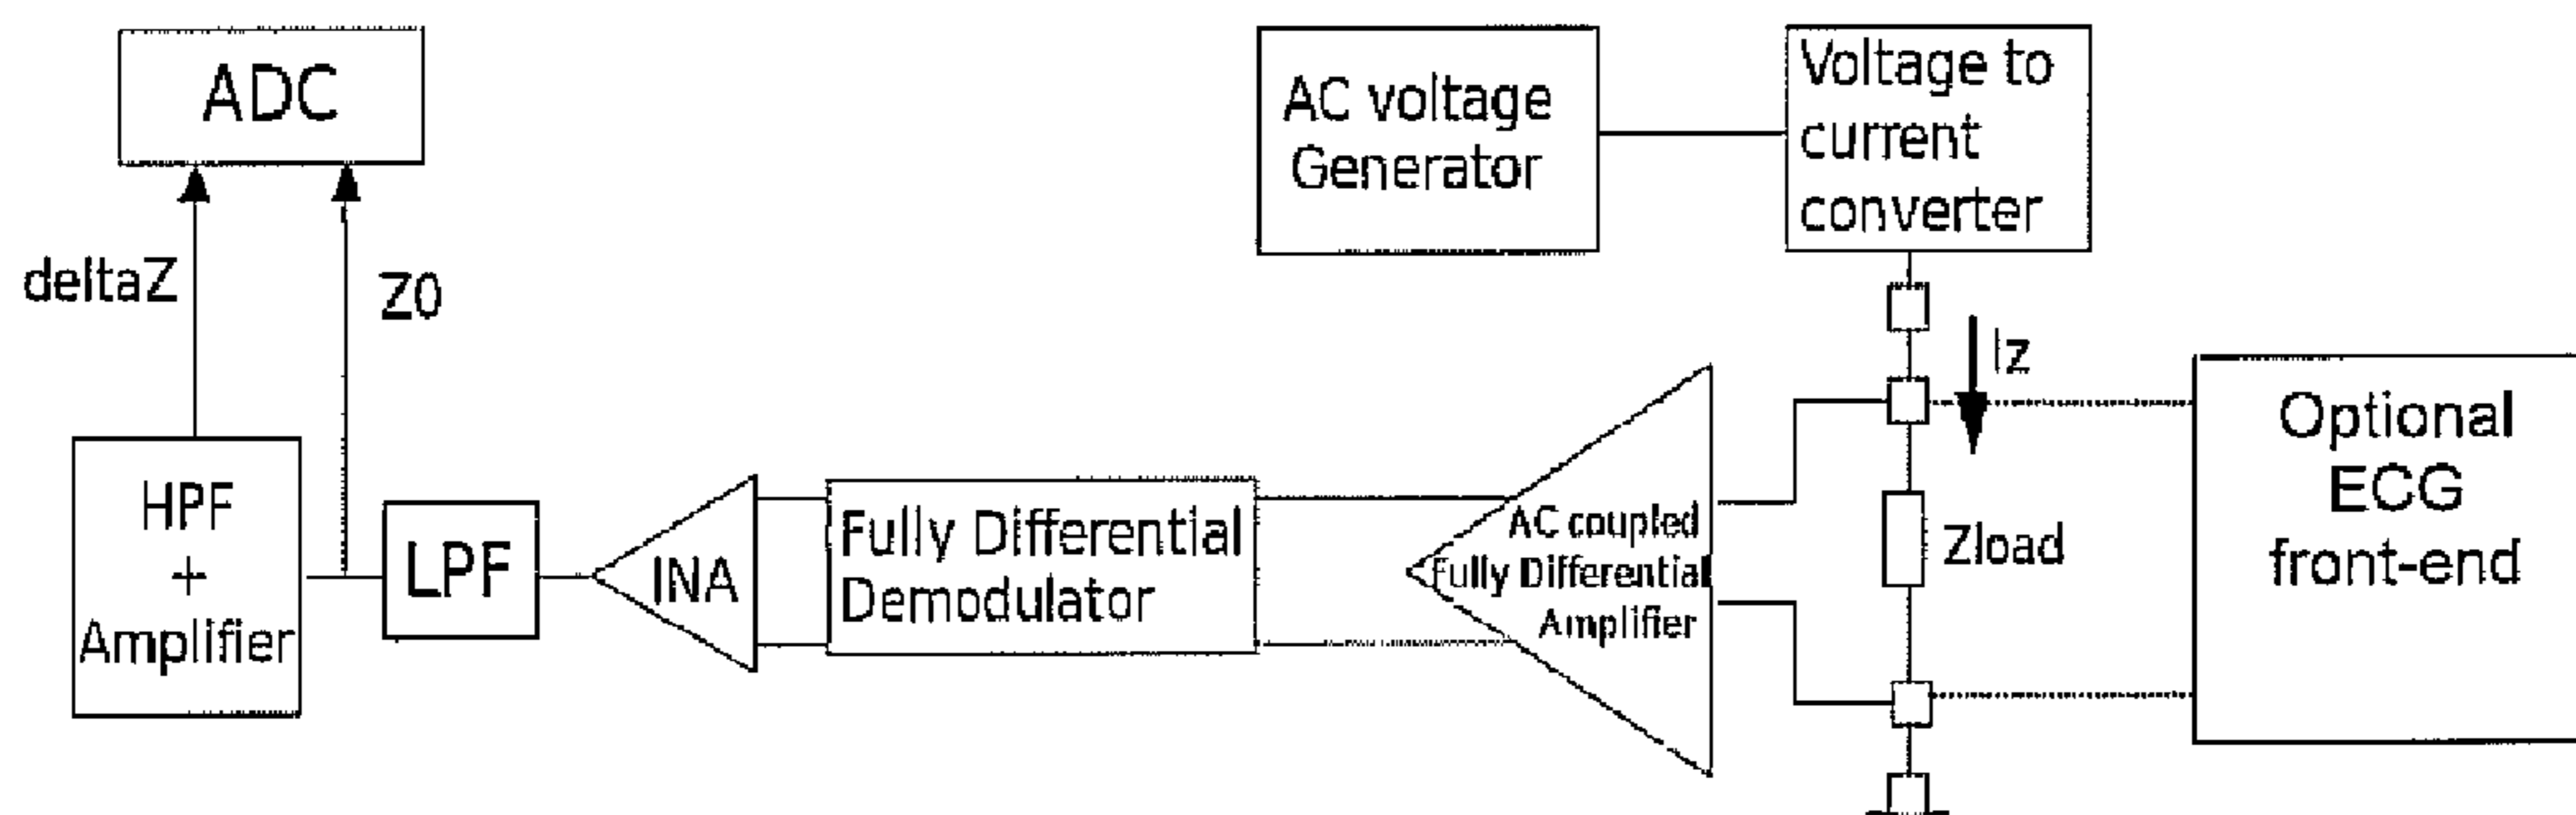 ADC
AC voltage
Generator
Voltage to
current
converter
deltaZ
Z0
Iz
Optional
ECG
front-end
HPF
+
Amplifier
LPF
INA
Fully Differential
Demodulator
AC coupled
Fully Differential
Amplifier
Zload